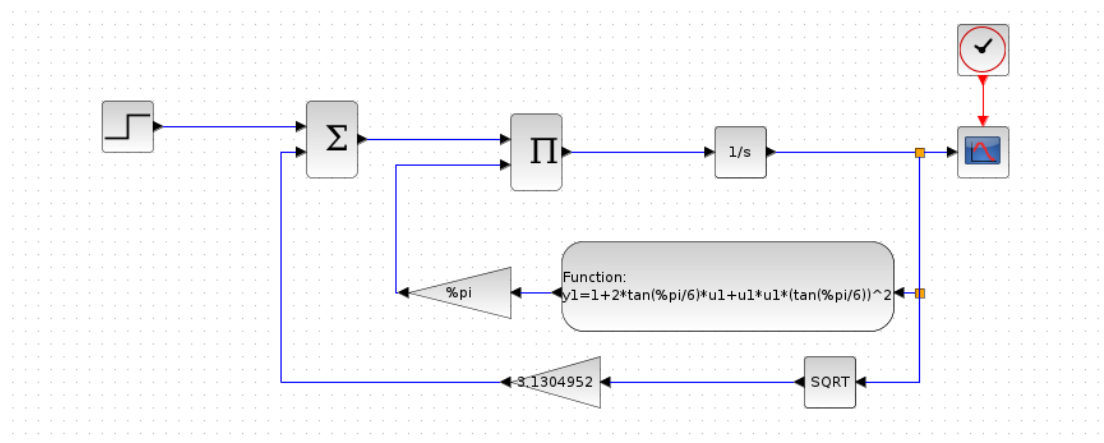 Σ
Π
1/s
Function:
%pi
y1=1+2*tan(%pi/6)*u1+u1*u1*(tan(%pi/6))^2
3.1304952
SQRT